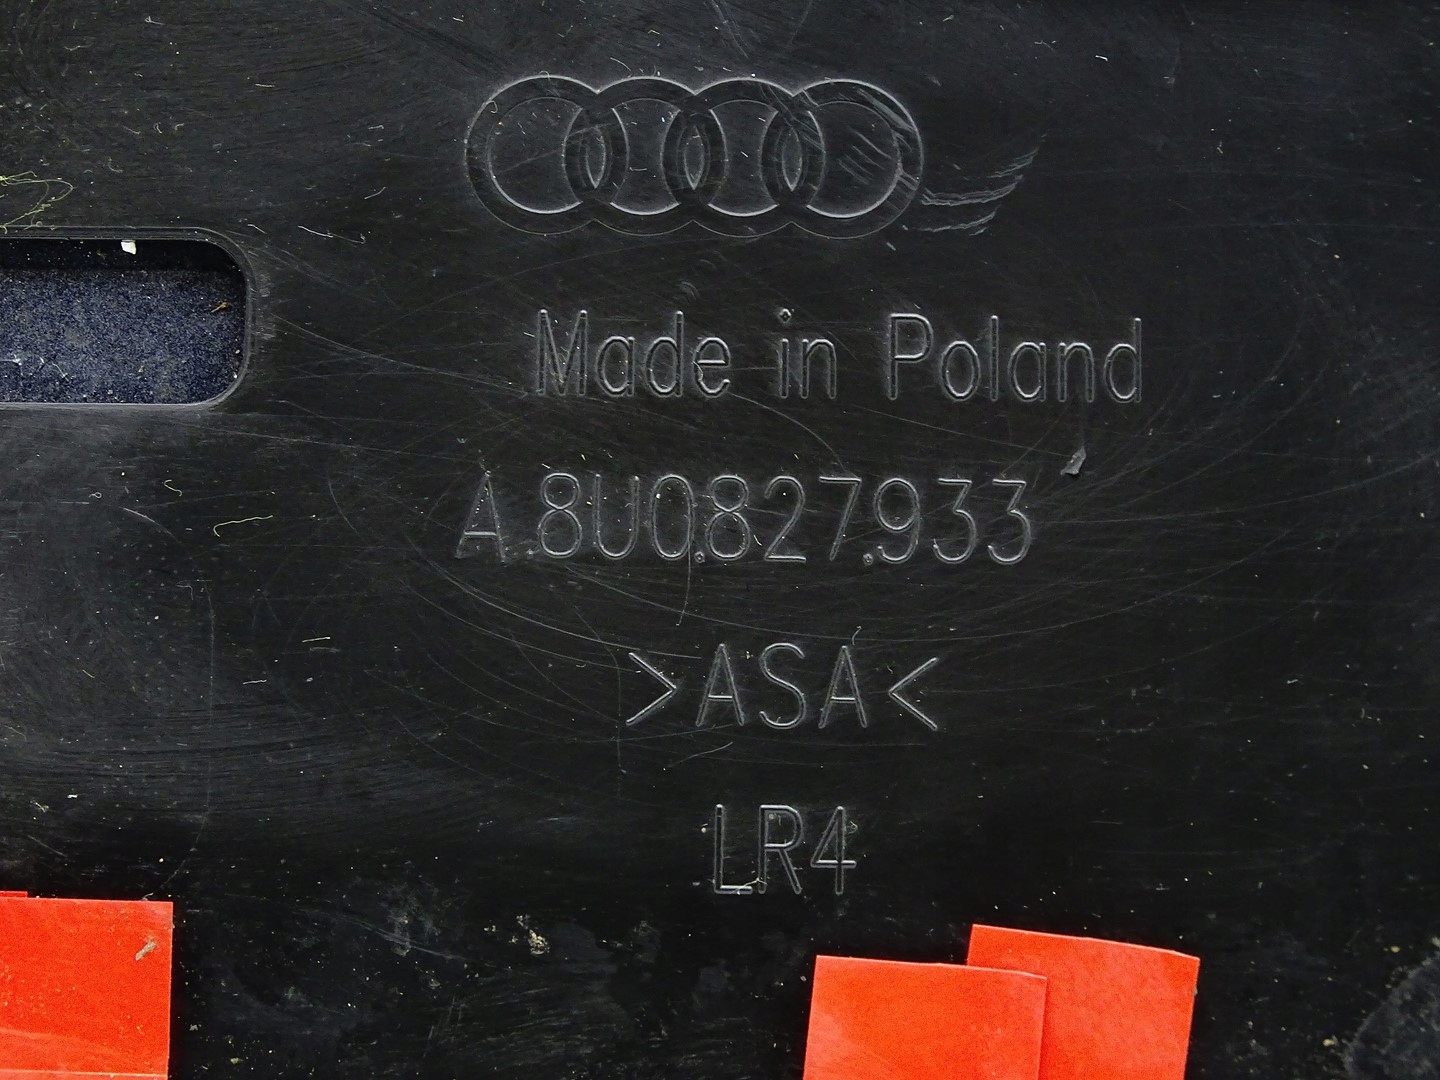 Made in Poland
A 8U0.827.933
>ASA<
LR4